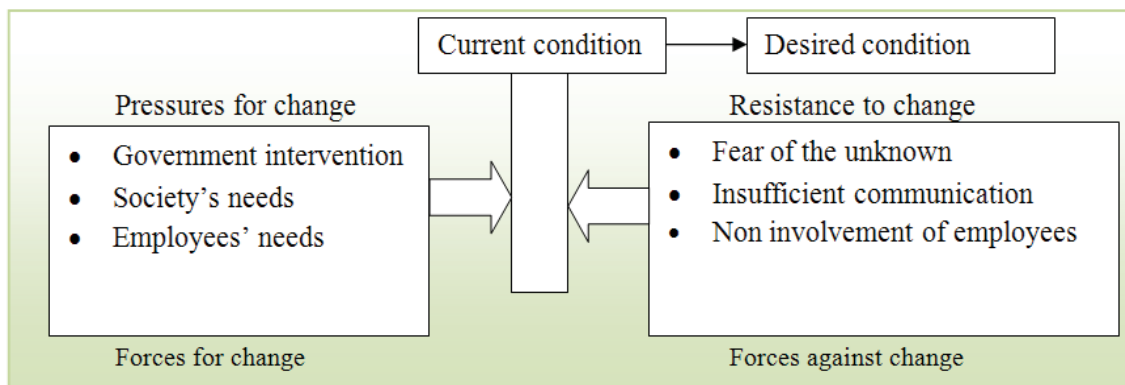 Current condition
Desired condition
Pressures for change
Resistance to change
• Government intervention
• Society’s needs
• Employees’ needs
• Fear of the unknown
• Insufficient communication
• Non involvement of employees
Forces for change
Forces against change